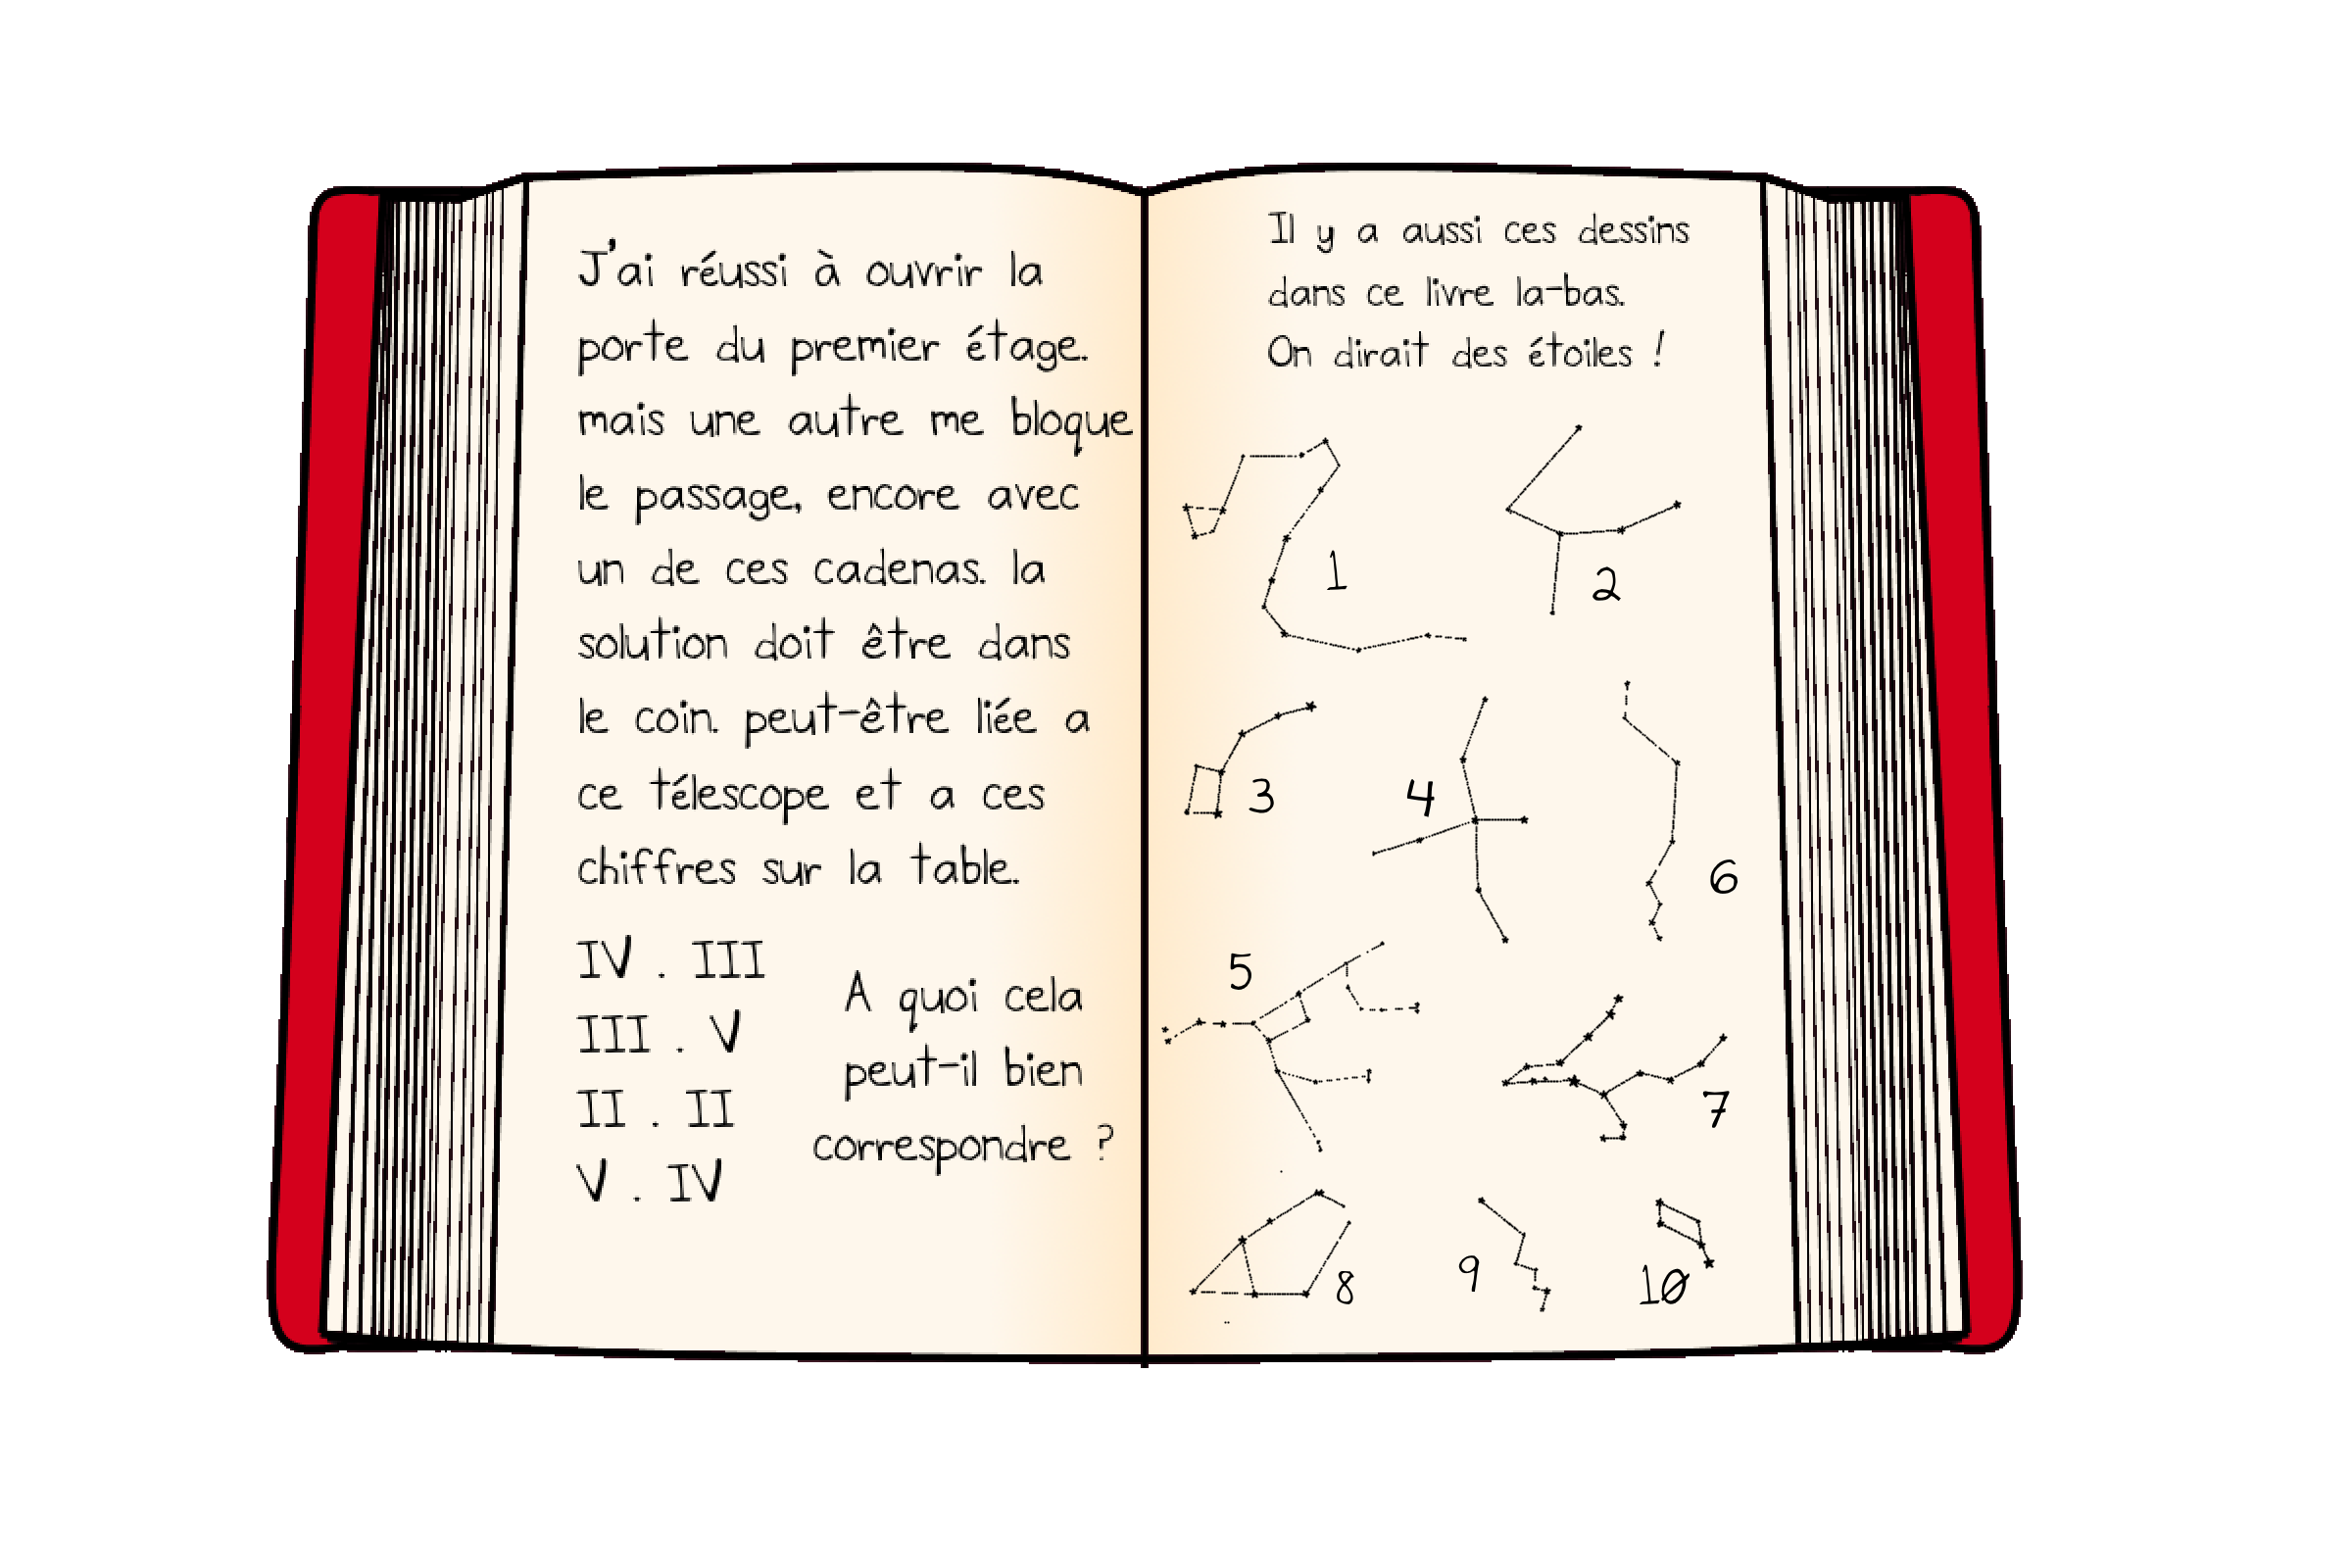 J'ai réussi à ouvrir la
porte du premier étage.
mais une autre me bloque
le passage, encore avec
un de ces cadenas. la
solution doit être dans
le coin. peut-être liée a
ce télescope et a ces
chiffres sur la table.
IV . III
III . V
II . II
V . IV
A quoi cela
peut-il bien
correspondre ?
Il y a aussi ces dessins
dans ce livre la-bas.
On dirait des étoiles !
1
2
3
4
6
5
7
8
9
10